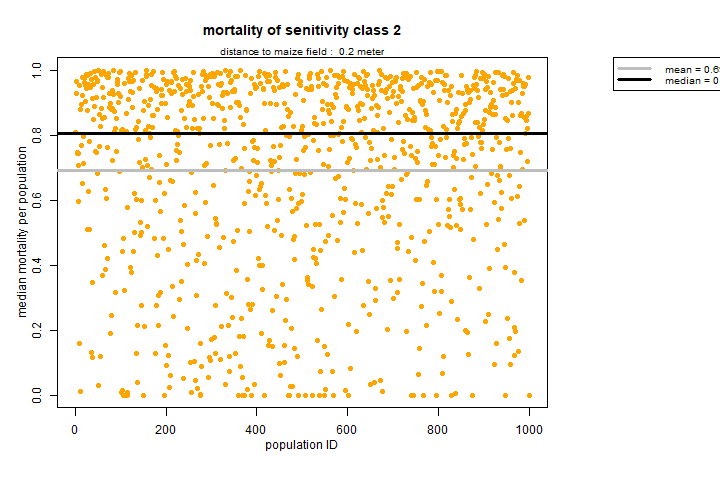 mortality of senitivity class 2
distance to maize field : 0.2 meter
mean = 0.6
median = 0
median mortality per population
1.0
0.8
0.6
0.4
0.2
0.0
0 200 400 600 800 1000
population ID